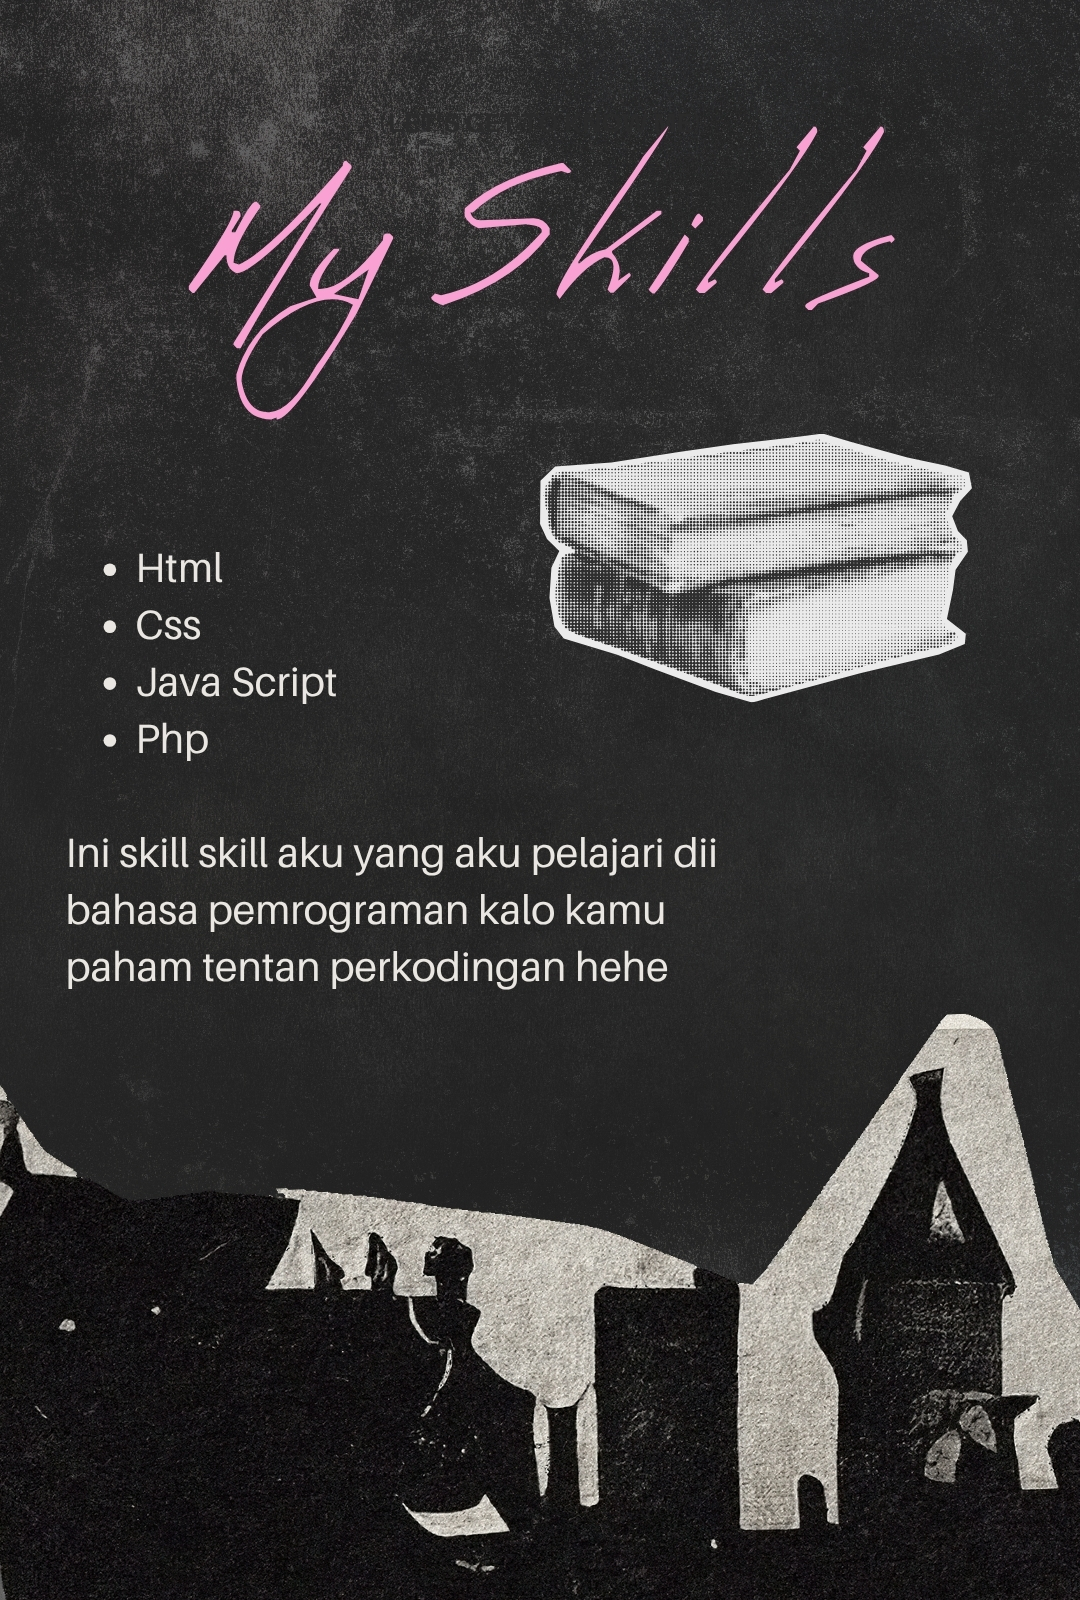 My Skills
Html
Css
Java Script
Php
Ini skill skill aku yang aku pelajari dii
bahasa pemrograman kalo kamu
paham tentan perkodingan hehe